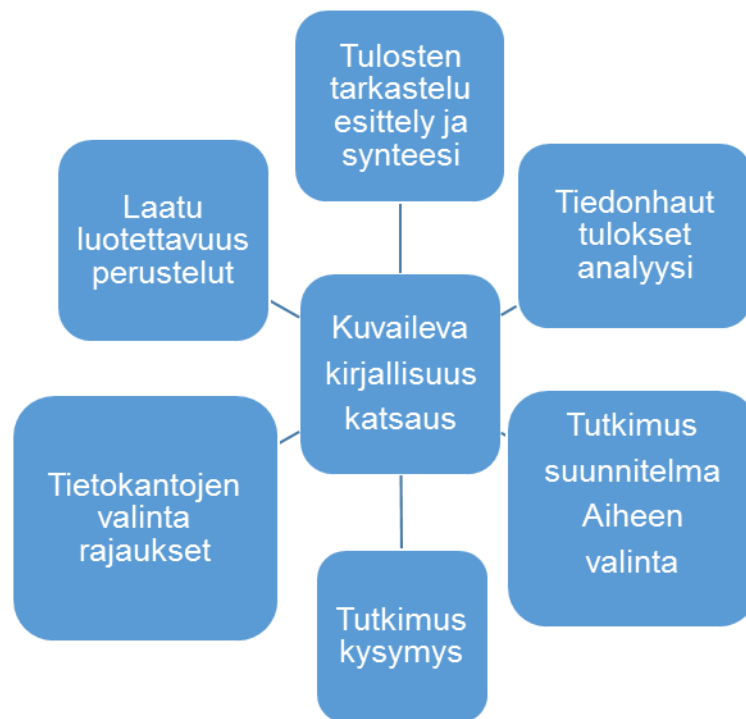 Tulosten
tarkastelu
esittely ja
synteesi
Laatu
luotettavuus
perustelut
Tiedonhaut
tulokset
analyysi
Kuvaileva
kirjallisuus
katsaus
Tietokantojen
valinta
rajaukset
Tutkimus
suunnitelma
Aiheen
valinta
Tutkimus
kysymys